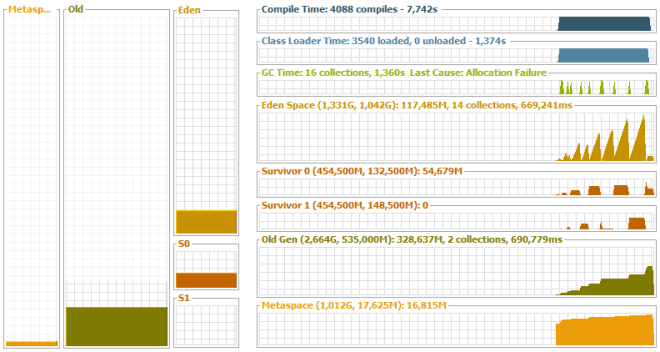 Metasp...
Old
Eden
S0
S1
Compile Time: 4088 compiles - 7,742s
Class Loader Time: 3540 loaded, 0 unloaded - 1,374s
GC Time: 16 collections, 1,360s Last Cause: Allocation Failure
Eden Space (1,331G, 1,042G): 117,485M, 14 collections, 669,241ms
Survivor 0 (454,500M, 132,500M): 54,679M
Survivor 1 (454,500M, 148,500M): 0
Old Gen (2,664G, 535,000M): 328,637M, 2 collections, 690,779ms
Metaspace (1,012G, 17,625M): 16,815M